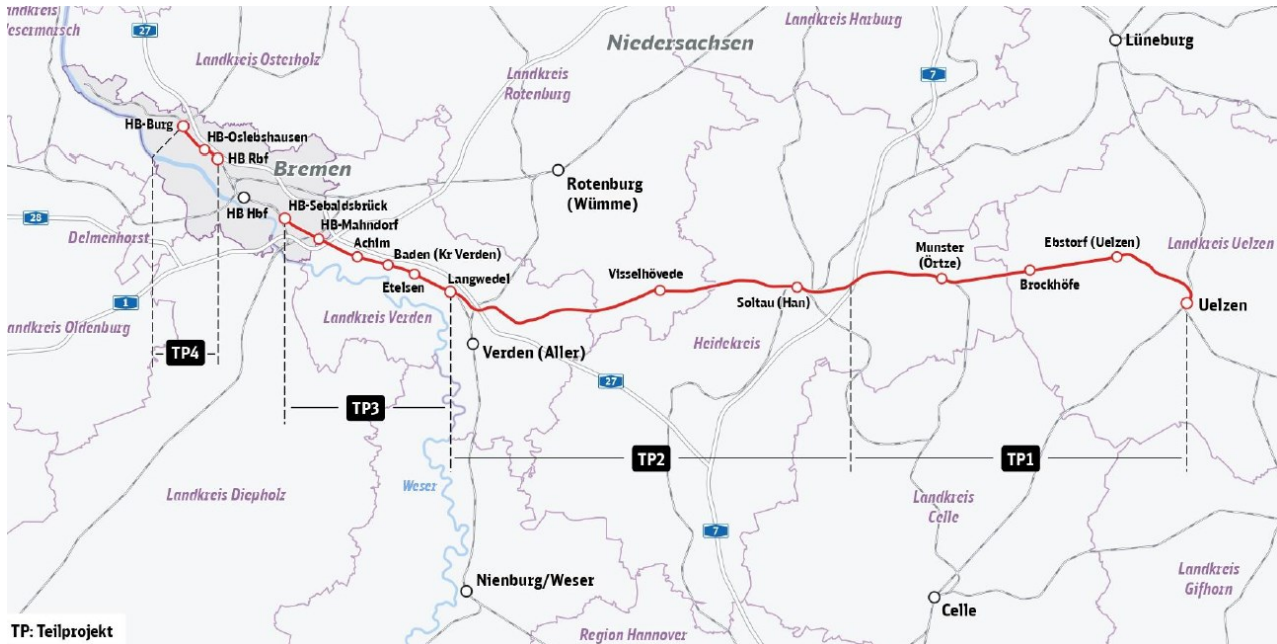 andkreis
esermarsch
27
Landkreis Osterholz
Niedersachsen
Landkreis Harburg
Lüneburg
Landkreis
Rotenburg
7
HB-Burg
HB-Oslebshausen
HB Rbf
Bremen
Rotenburg
(Wümme)
HB Hbf
HB-Sebaldsbrück
28
Delmenhorst
HB-Mahndorf
Achim
Baden (Kr Verden)
Etelsen
Langwedel
Visselhövede
Soltau (Han)
Munster
(Örtze)
Brockhöfe
Ebstorf (Uelzen)
Landkreis Uelzen
Uelzen
1
andkreis Oldenburg
Landkreis Verden
Verden (Aller)
Heidekreis
27
TP4
TP3
TP2
TP1
Landkreis Diepholz
Weser
Landkreis
Celle
7
Nienburg/Weser
Celle
Landkreis
Gifhorn
Region Hannover
TP: Teilprojekt